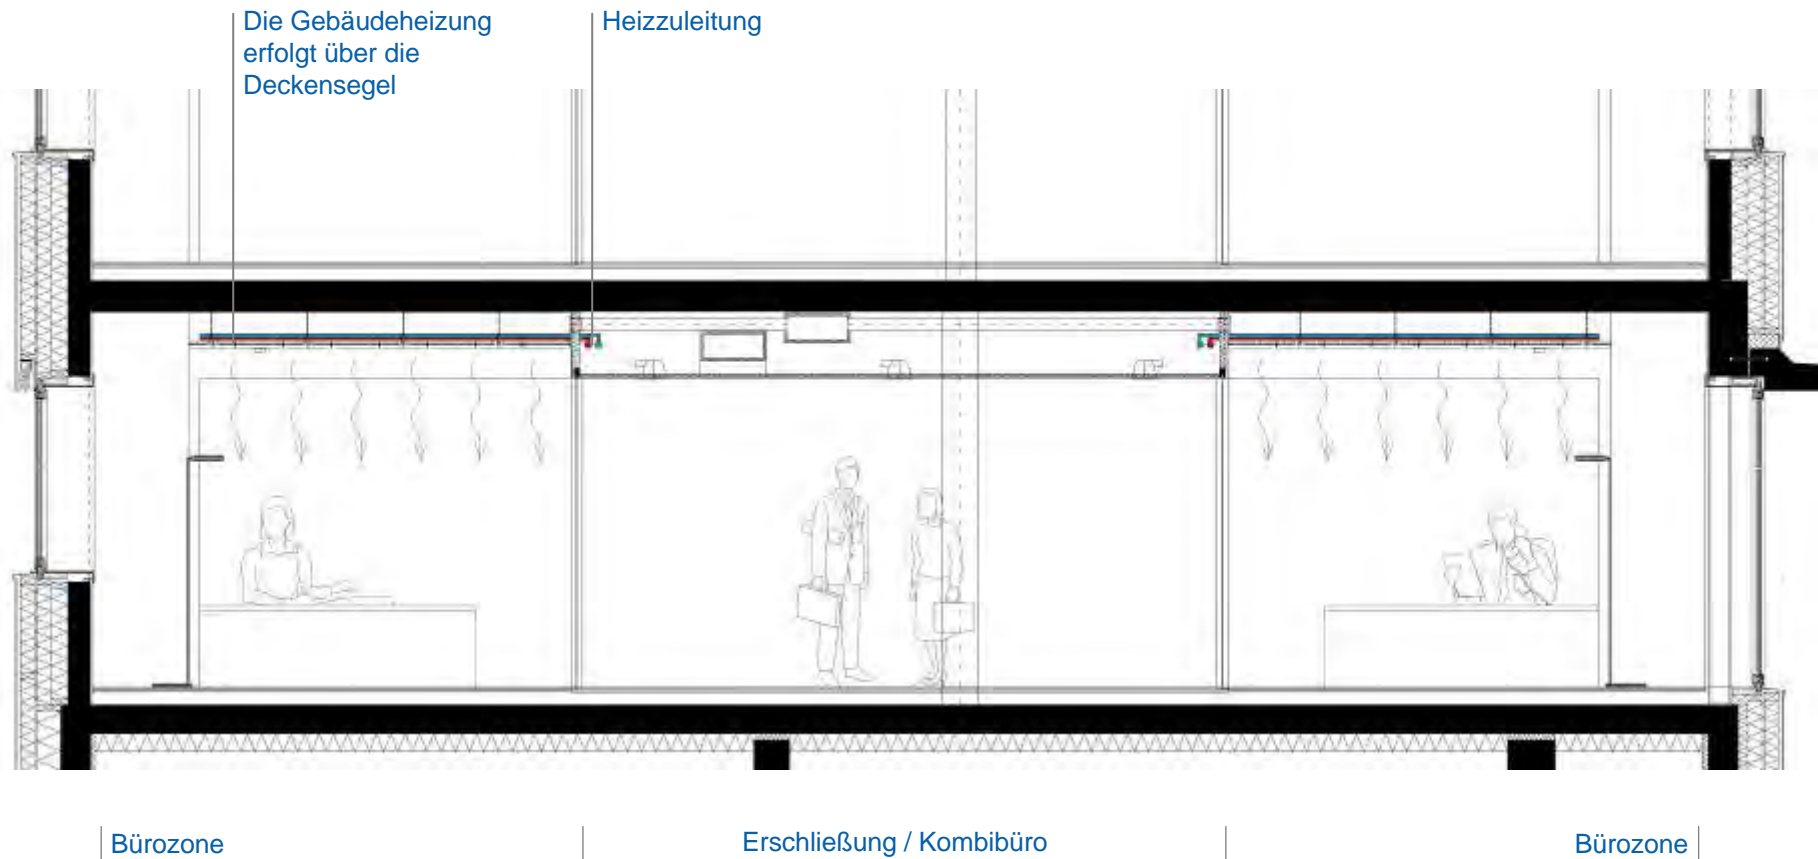 Die Gebäudeheizung
erfolgt über die
Deckensegel
Heizzuleitung
Bürozone
Erschließung / Kombibüro
Bürozone